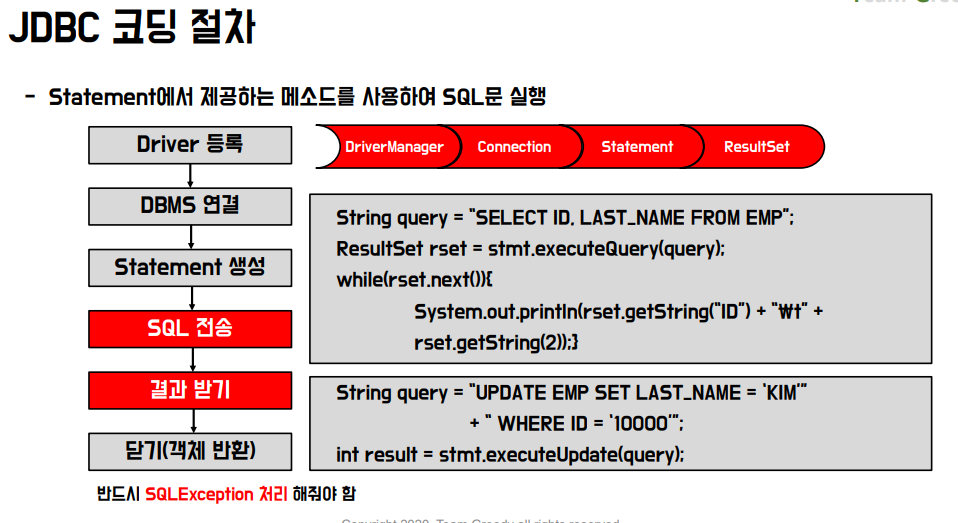 JDBC 코딩 절차
- Statement에서 제공하는 메소드를 사용하여 SQL문 실행
Driver 등록
DBMS 연결
Statement 생성
SQL 전송
결과 받기
닫기(객체 반환)
반드시 SQLException 처리 해줘야 함
DriverManager
Connection
Statement
ResultSet
String query = "SELECT ID, LAST_NAME FROM EMP";
ResultSet rset = stmt.executeQuery(query);
while(rset.next()){
System.out.println(rset.getString("ID") + "₩t" +
rset.getString(2));}
String query = "UPDATE EMP SET LAST_NAME = 'KIM'"
+ " WHERE ID = '10000'";
int result = stmt.executeUpdate(query);